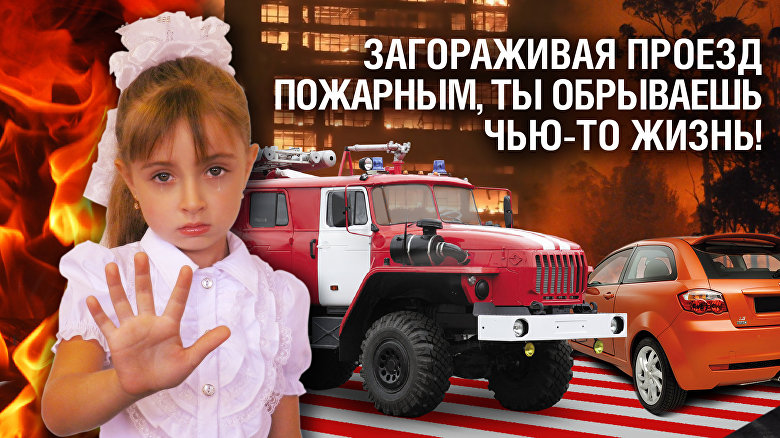 ЗАГОРАЖИВАЯ ПРОЕЗД
ПОЖАРНЫМ, ТЫ ОБРЫВАЕШЬ
ЧЬЮ-ТО ЖИЗНЬ!